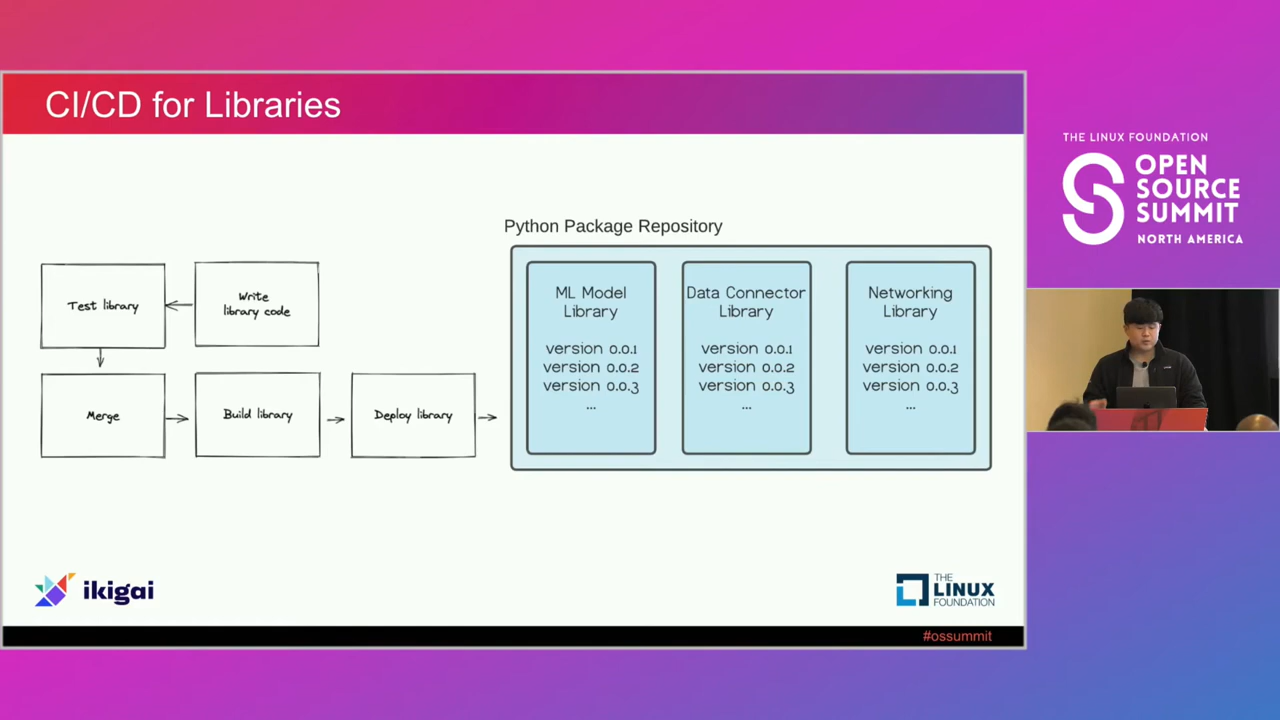 CI/CD for Libraries
Python Package Repository
Test library
Write
library code
Merge
Build library
Deploy library
ML Model
Library
version 0.0.1
version 0.0.2
version 0.0.3
...
Data Connector
Library
version 0.0.1
version 0.0.2
version 0.0.3
...
Networking
Library
version 0.0.1
version 0.0.2
version 0.0.3
...
ikigai
THE
LINUX
FOUNDATION
#ossummit
THE LINUX FOUNDATION
OPEN
SOURCE
SUMMIT
NORTH AMERICA